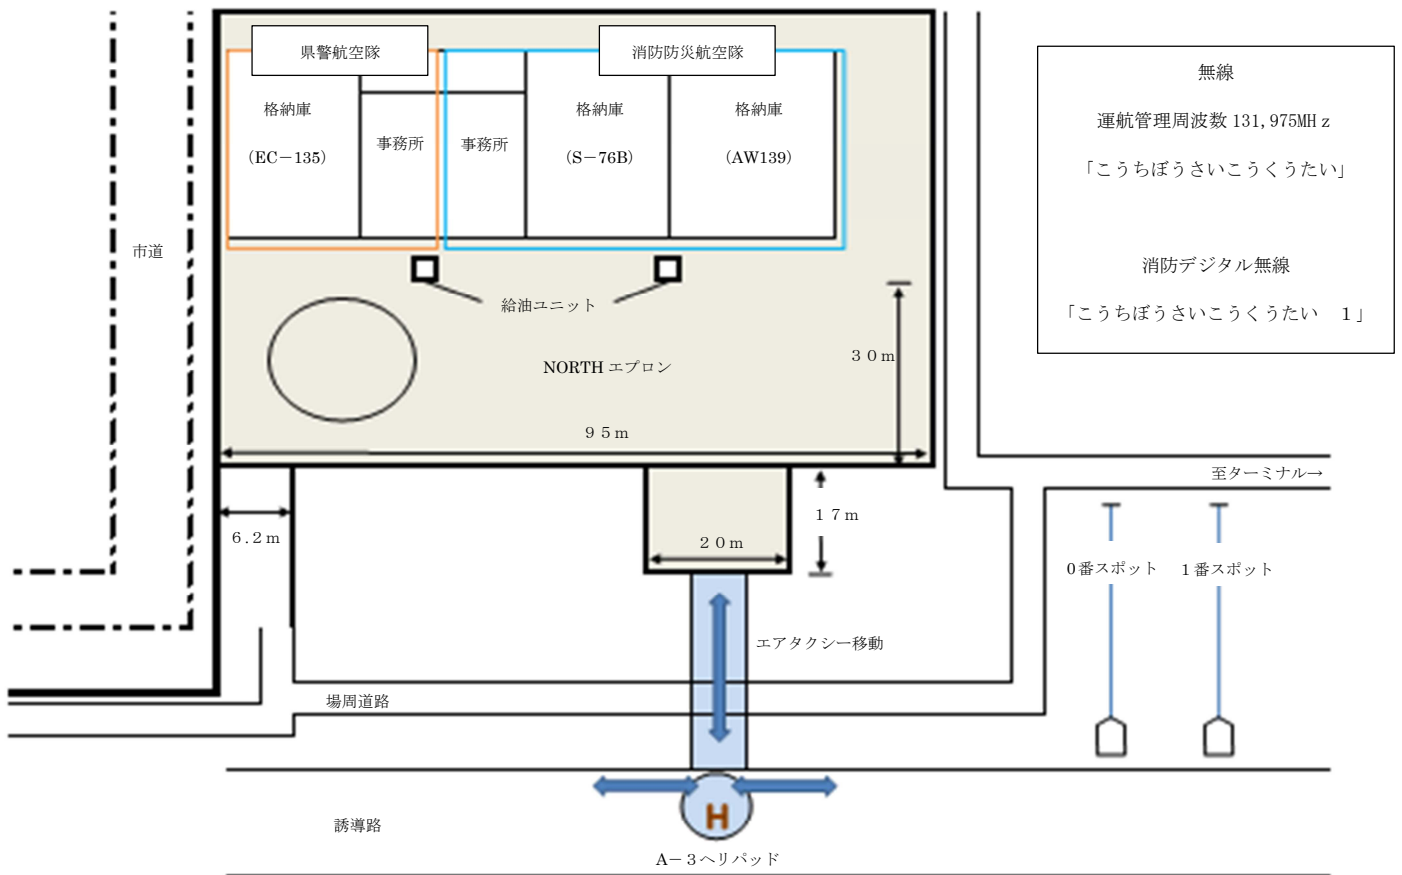 県警航空隊
消防防災航空隊
格納庫
(EC－135)
事務所
事務所
格納庫
(S－76B)
格納庫
(AW139)
無線
運航管理周波数 131,975MHｚ
「こうちぼうさいこうくうたい」
消防デジタル無線
「こうちぼうさいこうくうたい　１」
市道
給油ユニット
NORTH エプロン
３０ｍ
９５ｍ
至ターミナル→
6.２ｍ
１７ｍ
２０ｍ
０番スポット
１番スポット
エアタクシー移動
場周道路
H
誘導路
A－３ヘリパッド